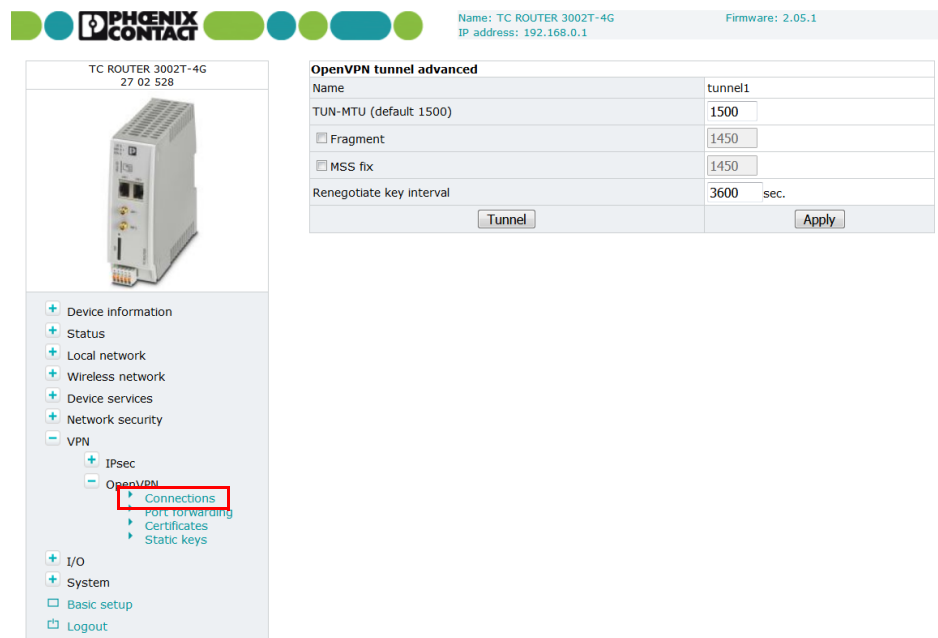 PHŒNIX
CONTACT
Name: TC ROUTER 3002T-4G
Firmware: 2.05.1
IP address: 192.168.0.1
TC ROUTER 3002T-4G
27 02 528
Device information
Status
Local network
Wireless network
Device services
Network security
VPN
IPsec
OpenVPN
Connections
Port forwarding
Certificates
Static keys
I/O
System
Basic setup
Logout
OpenVPN tunnel advanced
Name tunnel1
TUN-MTU (default 1500) 1500
Fragment 1450
MSS fix 1450
Renegotiate key interval 3600 sec.
Tunnel Apply